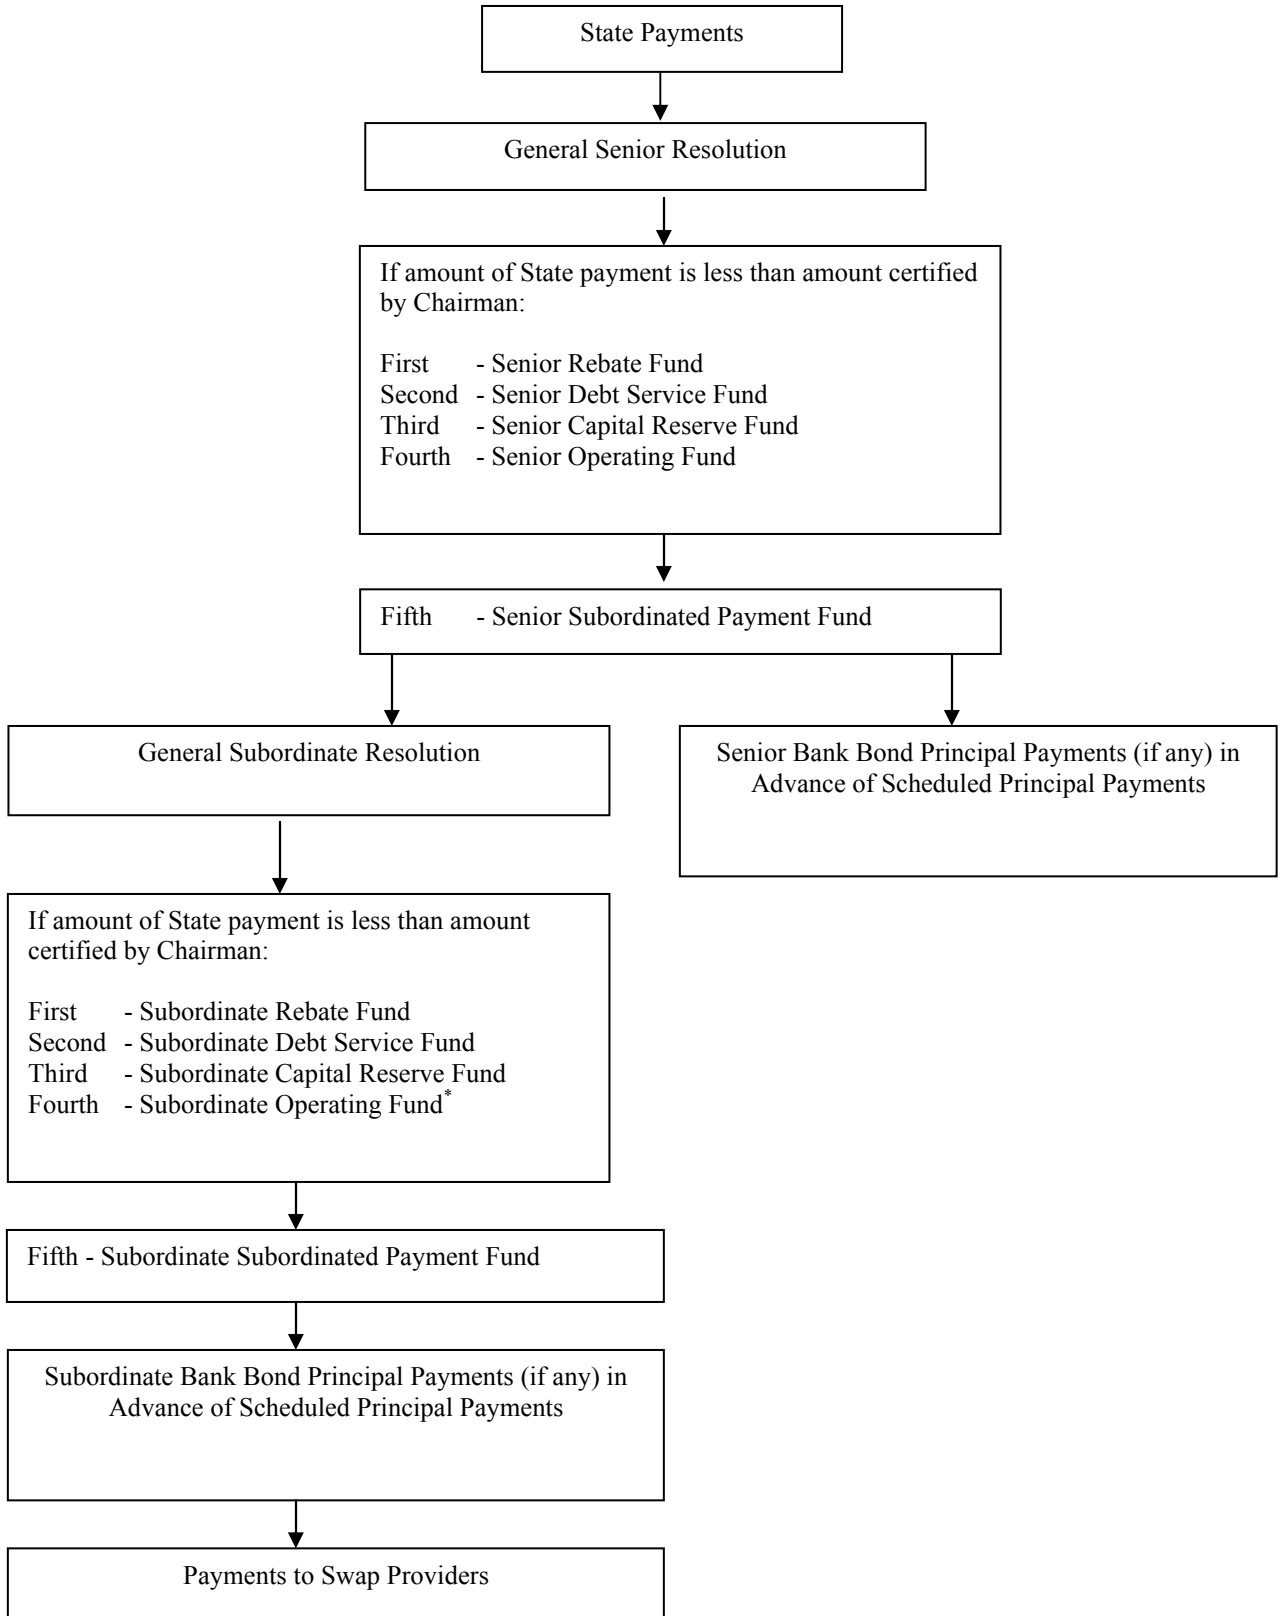 State Payments
General Senior Resolution
If amount of State payment is less than amount certified
by Chairman:
First - Senior Rebate Fund
Second - Senior Debt Service Fund
Third - Senior Capital Reserve Fund
Fourth - Senior Operating Fund
Fifth - Senior Subordinated Payment Fund
General Subordinate Resolution
Senior Bank Bond Principal Payments (if any) in
Advance of Scheduled Principal Payments
If amount of State payment is less than amount
certified by Chairman:
First - Subordinate Rebate Fund
Second - Subordinate Debt Service Fund
Third - Subordinate Capital Reserve Fund
Fourth - Subordinate Operating Fund*
Fifth - Subordinate Subordinated Payment Fund
Subordinate Bank Bond Principal Payments (if any) in
Advance of Scheduled Principal Payments
Payments to Swap Providers